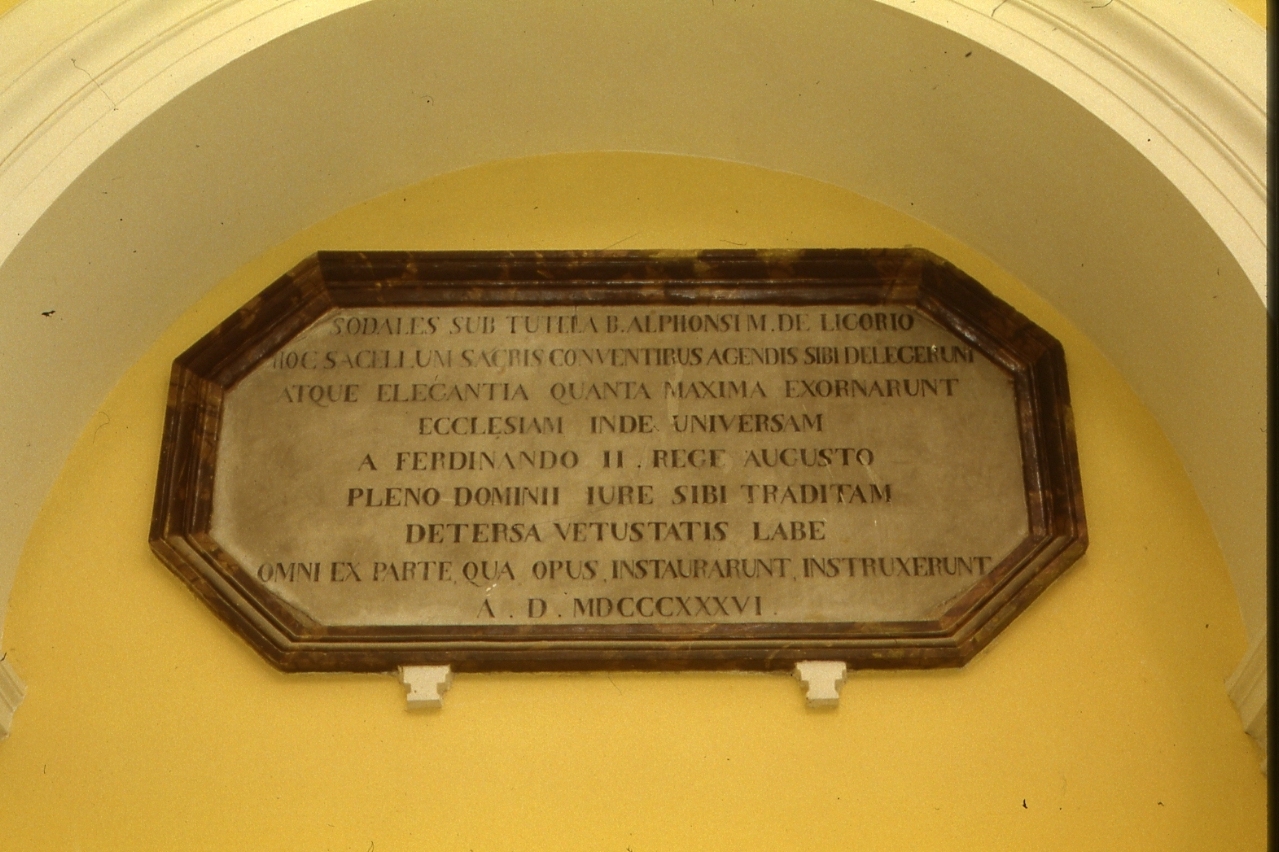 SODALES SUB TUTELA B. ALPHONSI M. DE LIGORIO
HOC SACELLUM SACRIS CONVENTIBUS AGENDIS SIBI DELEGERUNT
ATQUE ELEGANTIA QUANTA MAXIMA EXORNARUNT
ECCLESIAM INDE UNIVERSAM
A FERDINANDO II. REGE AUGUSTO
PLENO DOMINII IURE SIBI TRADITAM
DETERSA VETUSTATIS LABE
OMNI EX PARTE, QUA OPUS, INSTAURARUNT, INSTRUXERUNT
A. D. MDCCCXXXVI.